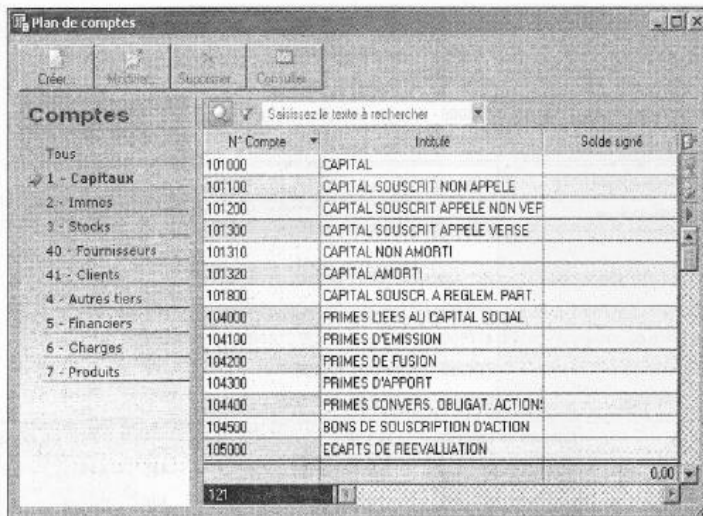 Plan de comptes
Créer... Modifier... Supprimer... Consulter...
Comptes
Tous
1 - Capitaux
2 - Immos
3 - Stocks
40 - Fournisseurs
41 - Clients
4 - Autres tiers
5 - Financiers
6 - Charges
7 - Produits
Saisissez le texte à rechercher
N° Compte Intitulé Solde signé
101000 CAPITAL
101100 CAPITAL SOUSCRIT NON APPELE
101200 CAPITAL SOUSCRIT APPELE NON VER
101300 CAPITAL SOUSCRIT APPELE VERSE
101310 CAPITAL NON AMORTI
101320 CAPITAL AMORTI
101800 CAPITAL SOUSCR. A REGLEM. PART.
104000 PRIMES LIEES AU CAPITAL SOCIAL
104100 PRIMES D'EMISSION
104200 PRIMES DE FUSION
104300 PRIMES D'APPORT
104400 PRIMES CONVERS. OBLIGAT. ACTIONS
104500 BONS DE SOUSCRIPTION D'ACTION
105000 ECARTS DE REEVALUATION
0,00
121